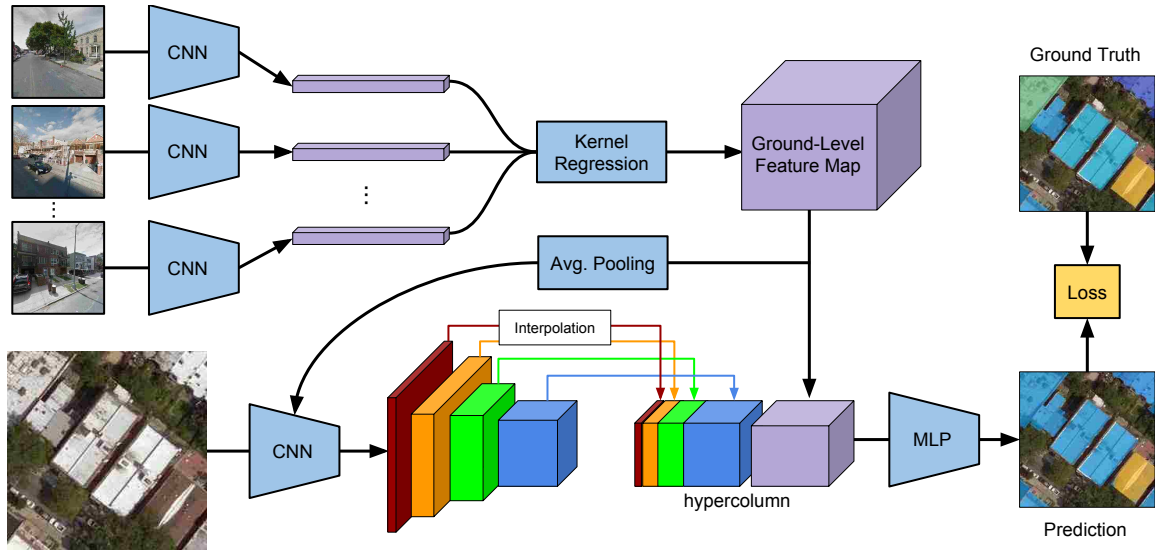 CNN
CNN
...
CNN
...
Kernel
Regression
Ground-Level
Feature Map
Avg. Pooling
Interpolation
CNN
hypercolumn
MLP
Ground Truth
Loss
Prediction